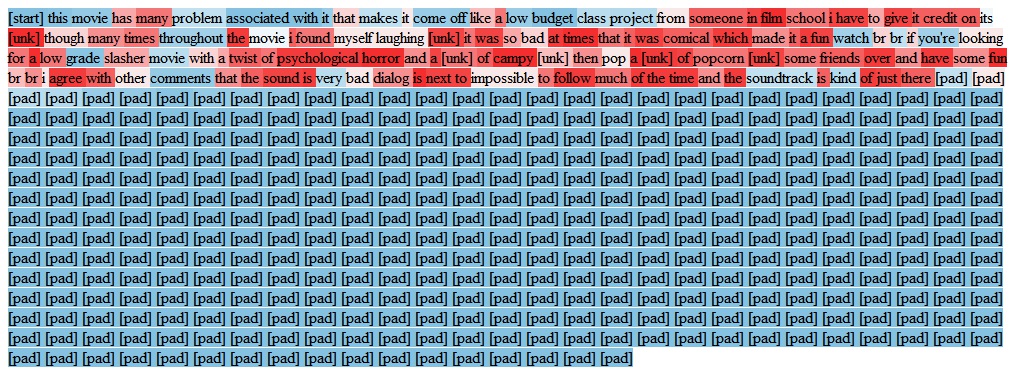 [start] this movie has many problem associated with it that makes it come off like a low budget class project from someone in film school i have to give it credit on its
[unk] though many times throughout the movie i found myself laughing [unk] it was so bad at times that it was comical which made it a fun watch br br if you're looking
for a low grade slasher movie with a twist of psychological horror and a [unk] of campy [unk] then pop a [unk] of popcorn [unk] some friends over and have some fun
br br i agree with other comments that the sound is very bad dialog is next to impossible to follow much of the time and the soundtrack is kind of just there [pad] [pad]
[pad] [pad] [pad] [pad] [pad] [pad] [pad] [pad] [pad] [pad] [pad] [pad] [pad] [pad] [pad] [pad] [pad] [pad] [pad] [pad] [pad] [pad] [pad] [pad] [pad] [pad] [pad]
[pad] [pad] [pad] [pad] [pad] [pad] [pad] [pad] [pad] [pad] [pad] [pad] [pad] [pad] [pad] [pad] [pad] [pad] [pad] [pad] [pad] [pad] [pad] [pad] [pad] [pad] [pad]
[pad] [pad] [pad] [pad] [pad] [pad] [pad] [pad] [pad] [pad] [pad] [pad] [pad] [pad] [pad] [pad] [pad] [pad] [pad] [pad] [pad] [pad] [pad] [pad] [pad] [pad] [pad]
[pad] [pad] [pad] [pad] [pad] [pad] [pad] [pad] [pad] [pad] [pad] [pad] [pad] [pad] [pad] [pad] [pad] [pad] [pad] [pad] [pad] [pad] [pad] [pad] [pad] [pad] [pad]
[pad] [pad] [pad] [pad] [pad] [pad] [pad] [pad] [pad] [pad] [pad] [pad] [pad] [pad] [pad] [pad] [pad] [pad] [pad] [pad] [pad] [pad] [pad] [pad] [pad] [pad] [pad]
[pad] [pad] [pad] [pad] [pad] [pad] [pad] [pad] [pad] [pad] [pad] [pad] [pad] [pad] [pad] [pad] [pad] [pad] [pad] [pad] [pad] [pad] [pad] [pad] [pad] [pad] [pad]
[pad] [pad] [pad] [pad] [pad] [pad] [pad] [pad] [pad] [pad] [pad] [pad] [pad] [pad] [pad] [pad] [pad] [pad] [pad] [pad] [pad] [pad] [pad] [pad] [pad] [pad] [pad]
[pad] [pad] [pad] [pad] [pad] [pad] [pad] [pad] [pad] [pad] [pad] [pad] [pad] [pad] [pad] [pad] [pad] [pad] [pad] [pad] [pad] [pad] [pad] [pad] [pad] [pad] [pad]
[pad] [pad] [pad] [pad] [pad] [pad] [pad] [pad] [pad] [pad] [pad] [pad] [pad] [pad] [pad] [pad] [pad] [pad] [pad] [pad] [pad] [pad] [pad] [pad] [pad] [pad] [pad]
[pad] [pad] [pad] [pad] [pad] [pad] [pad] [pad] [pad] [pad] [pad] [pad] [pad] [pad] [pad] [pad] [pad] [pad] [pad] [pad] [pad] [pad] [pad] [pad] [pad] [pad] [pad]
[pad] [pad] [pad] [pad] [pad] [pad] [pad] [pad] [pad] [pad] [pad] [pad] [pad] [pad] [pad] [pad] [pad] [pad] [pad] [pad] [pad] [pad] [pad] [pad] [pad] [pad] [pad]
[pad] [pad] [pad] [pad] [pad] [pad] [pad] [pad] [pad] [pad] [pad] [pad] [pad] [pad] [pad] [pad] [pad] [pad] [pad] [pad] [pad] [pad] [pad] [pad] [pad] [pad] [pad]
[pad] [pad] [pad] [pad] [pad] [pad] [pad] [pad] [pad] [pad] [pad] [pad] [pad] [pad] [pad] [pad] [pad] [pad] [pad] [pad] [pad] [pad] [pad] [pad] [pad] [pad] [pad]
[pad] [pad] [pad] [pad] [pad] [pad] [pad] [pad] [pad] [pad] [pad] [pad] [pad] [pad] [pad] [pad] [pad]